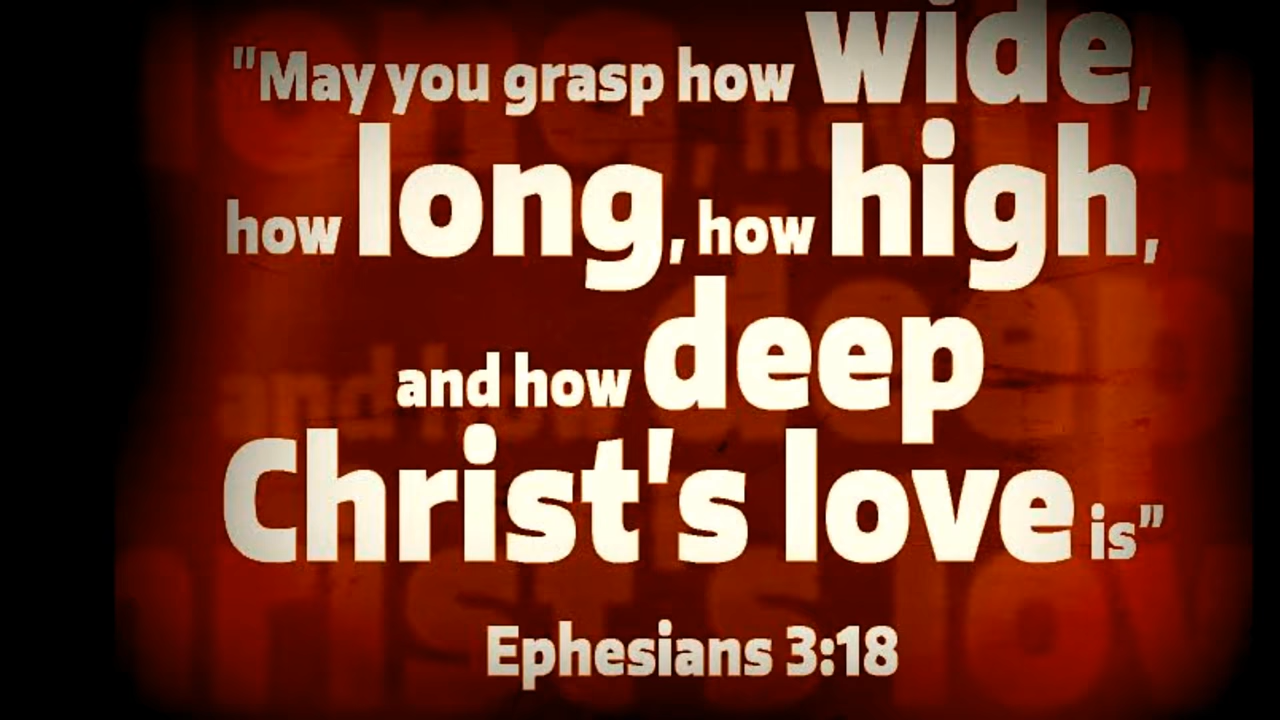 "May you grasp how wide,
how long, how high,
and how deep
Christ's love is”
Ephesians 3:18